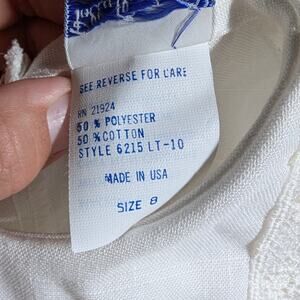 SEE REVERSE FOR CARE
RN 21924
50 % POLYESTER
50 % COTTON
STYLE 6215 LT-10
MADE IN USA
SIZE 8